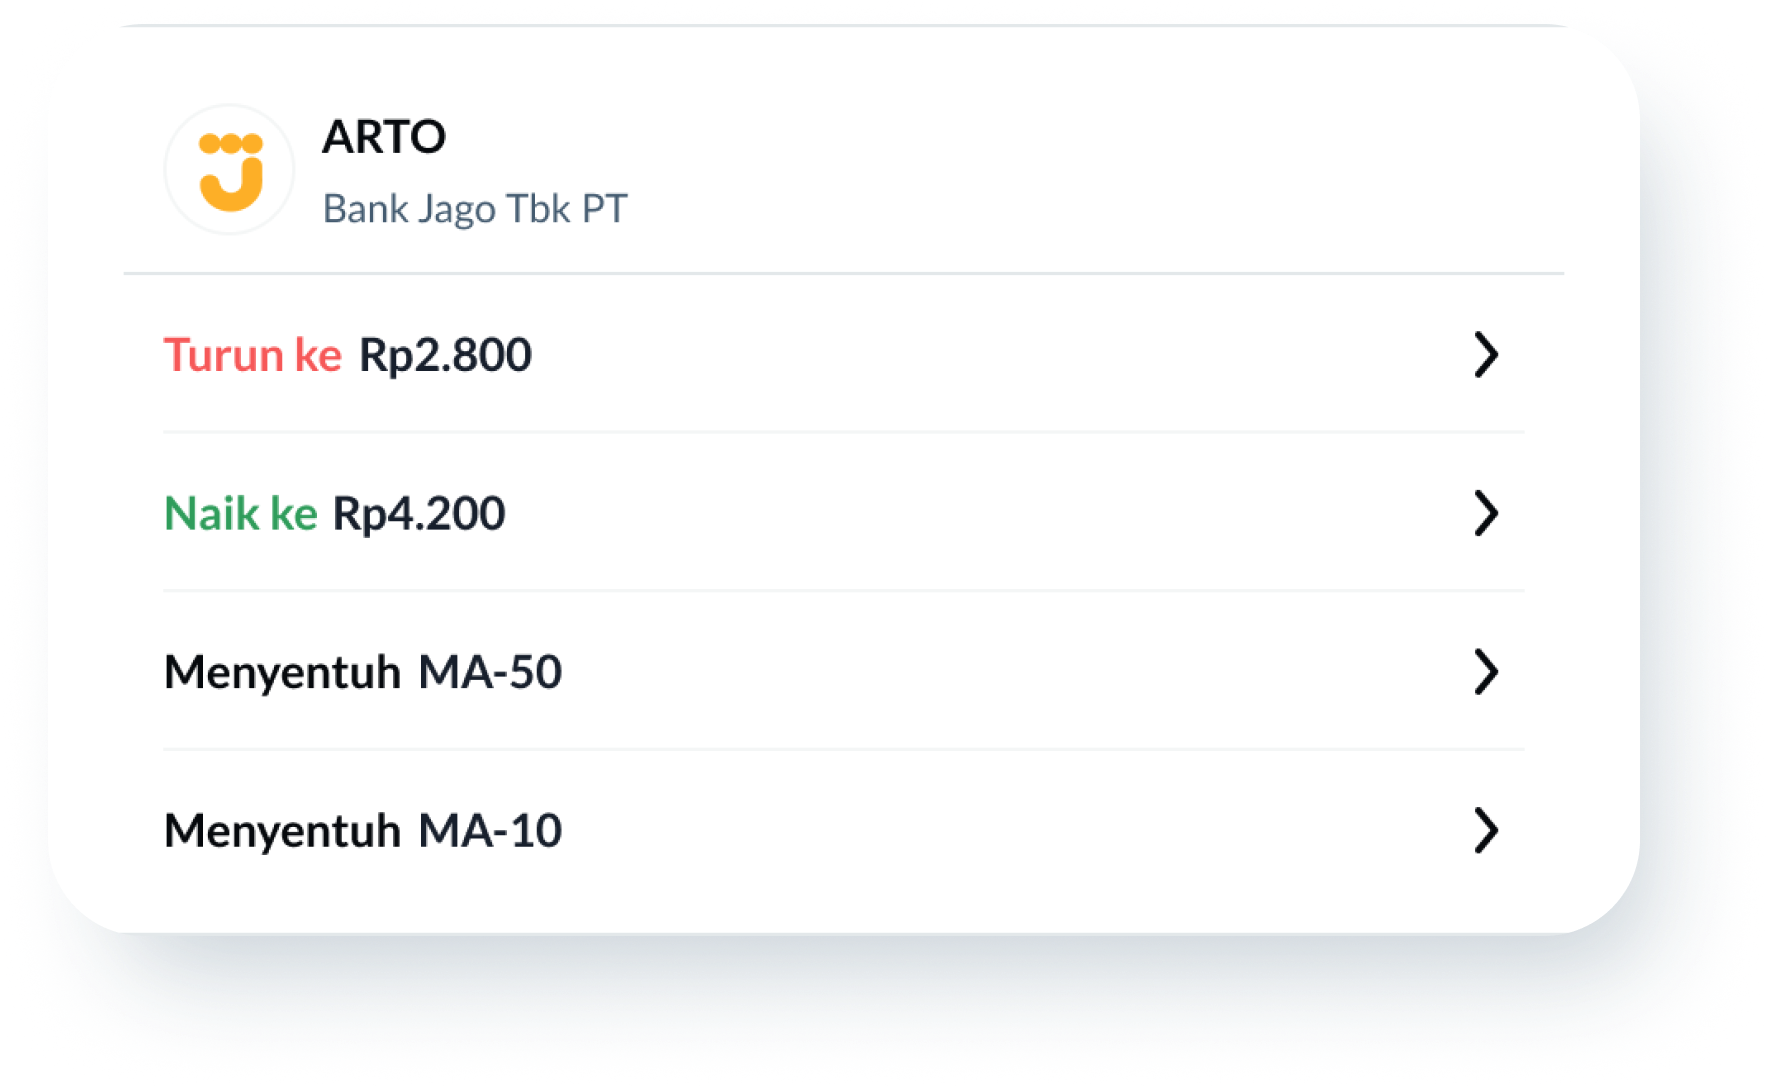 ARTO
Bank Jago Tbk PT
Turun ke Rp2.800
Naik ke Rp4.200
Menyentuh MA-50
Menyentuh MA-10